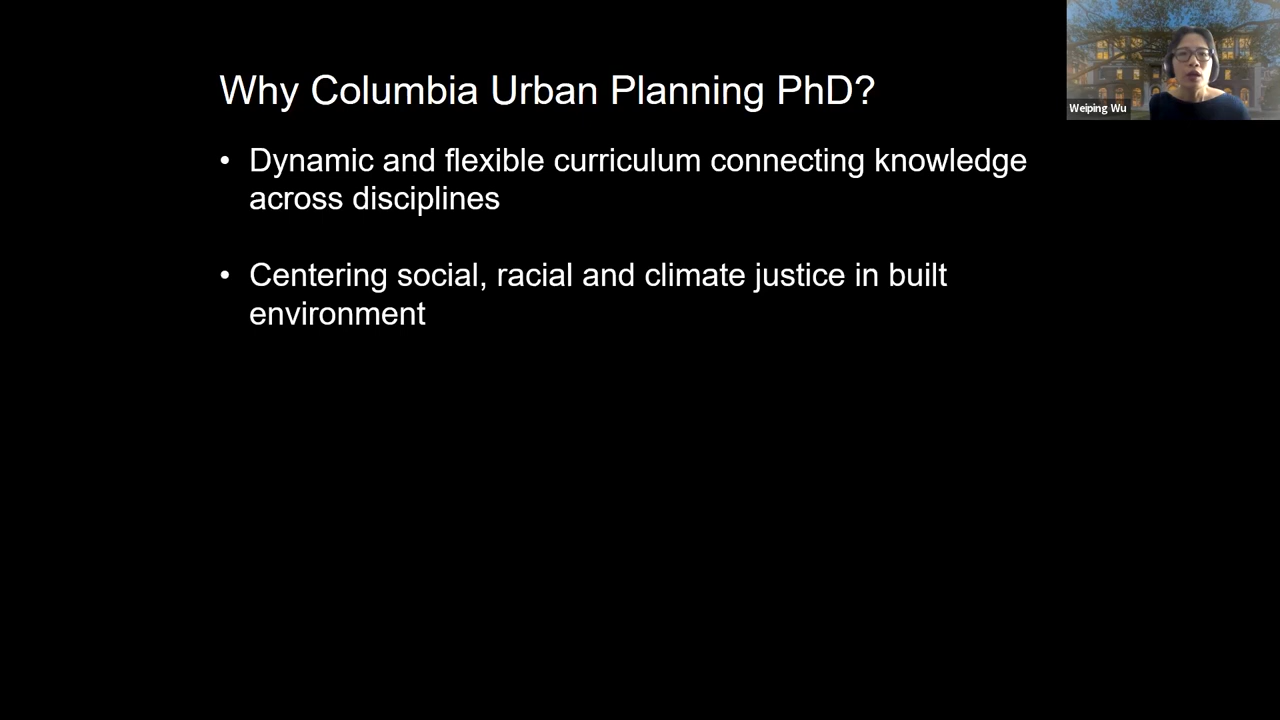 Why Columbia Urban Planning PhD?
• Dynamic and flexible curriculum connecting knowledge
across disciplines
• Centering social, racial and climate justice in built
environment
Weiping Wu